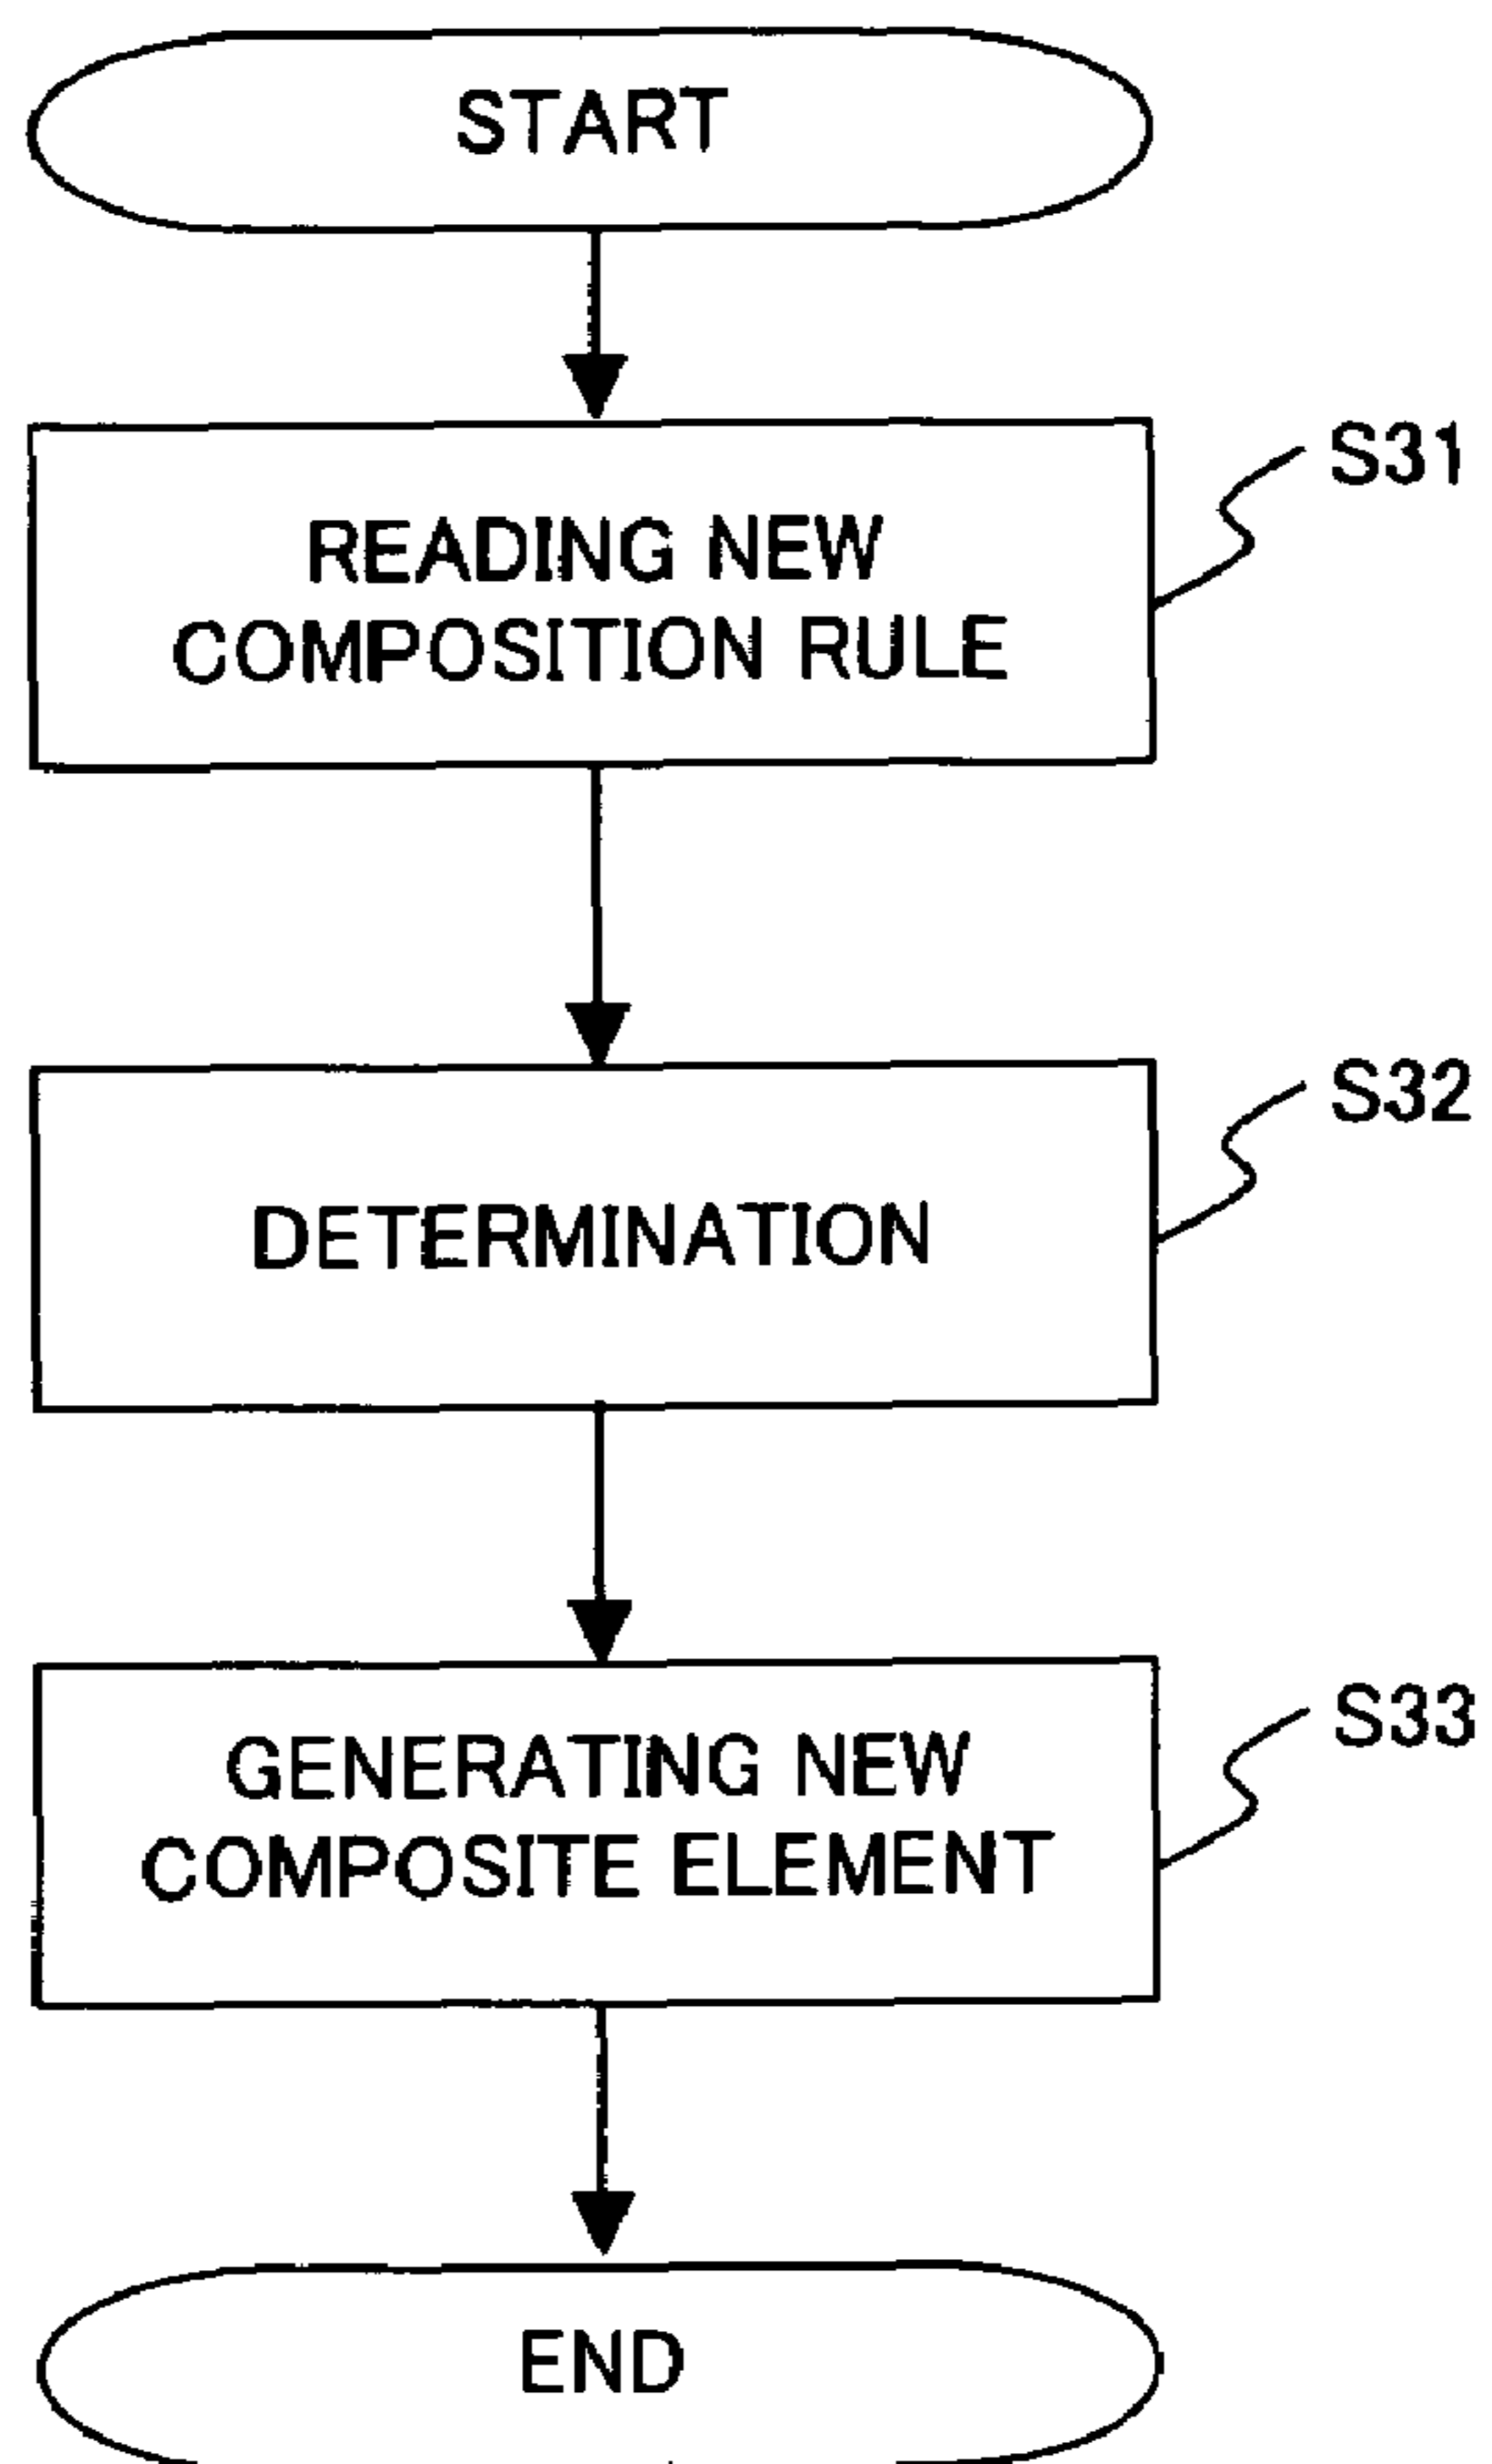 START
S31
READING NEW
COMPOSITION RULE
S32
DETERMINATION
S33
GENERATING NEW
COMPOSITE ELEMENT
END